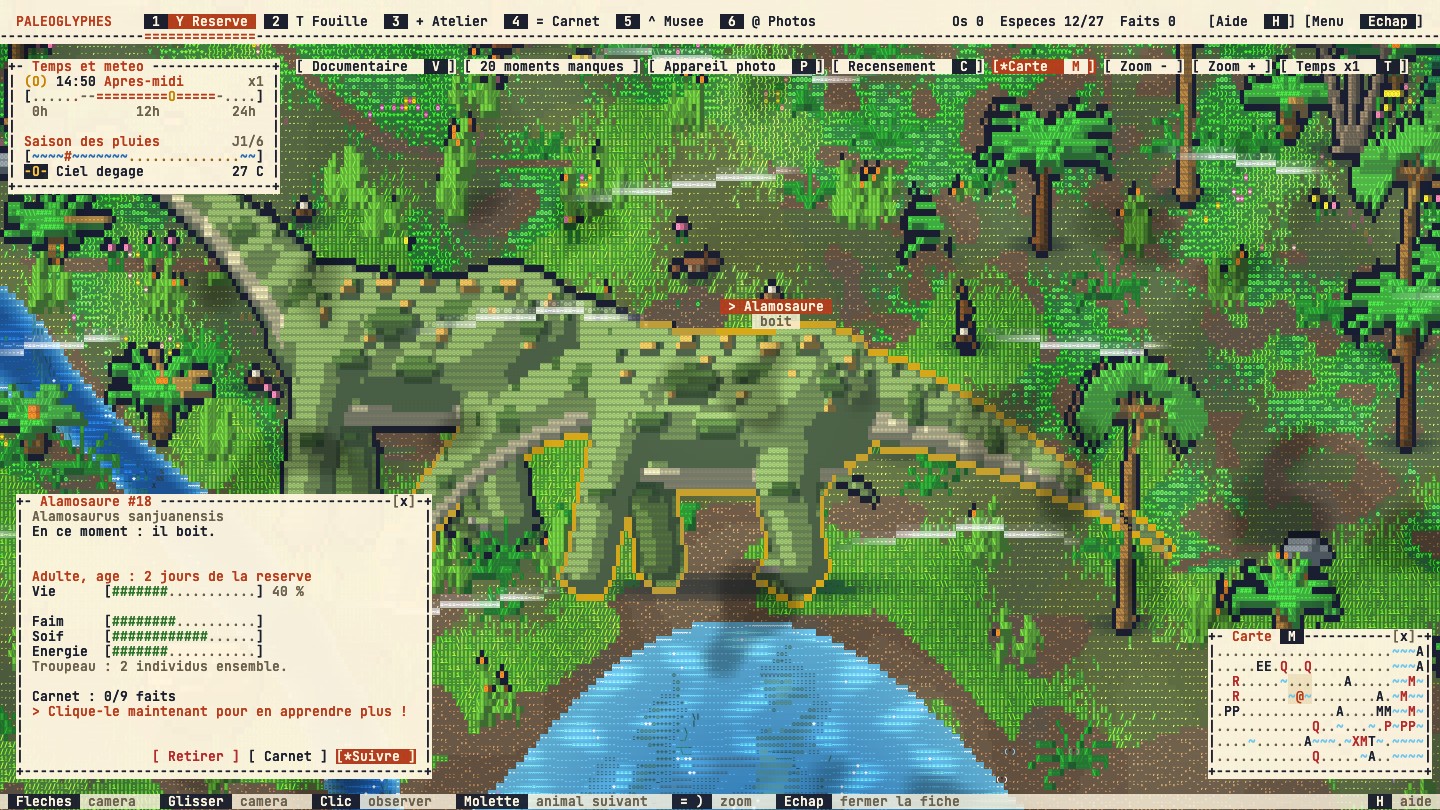 PALEOGLYPHES 1 Y Reserve 2 T Fouille 3 + Atelier 4 = Carnet 5 ^ Musee 6 @ Photos Os 0 Especes 12/27 Faits 0 [Aide H ] [Menu Echap ]
[ Documentaire V ] [ 20 moments manques ] [ Appareil photo P ] [ Recensement C ] [*Carte M ] [ Zoom - ] [ Zoom + ] [ Temps x1 T ]
Temps et meteo
(O) 14:50 Apres-midi x1
[......--==========O=====-....]
0h 12h 24h
Saison des pluies J1/6
[~~~~#~~~~~~~...............~~]
-O- Ciel degage 27 C
> Alamosaure
boit
Alamosaure #18 [x]
Alamosaurus sanjuanensis
En ce moment : il boit.
Adulte, age : 2 jours de la reserve
Vie [#######...........] 40 %
Faim [########..........]
Soif [############......]
Energie [#######...........]
Troupeau : 2 individus ensemble.
Carnet : 0/9 faits
> Clique-le maintenant pour en apprendre plus !
[ Retirer ] [ Carnet ] [*Suivre ]
Carte M [x]
Fleches camera Glisser camera Clic observer Molette animal suivant = ) zoom Echap fermer la fiche H aide